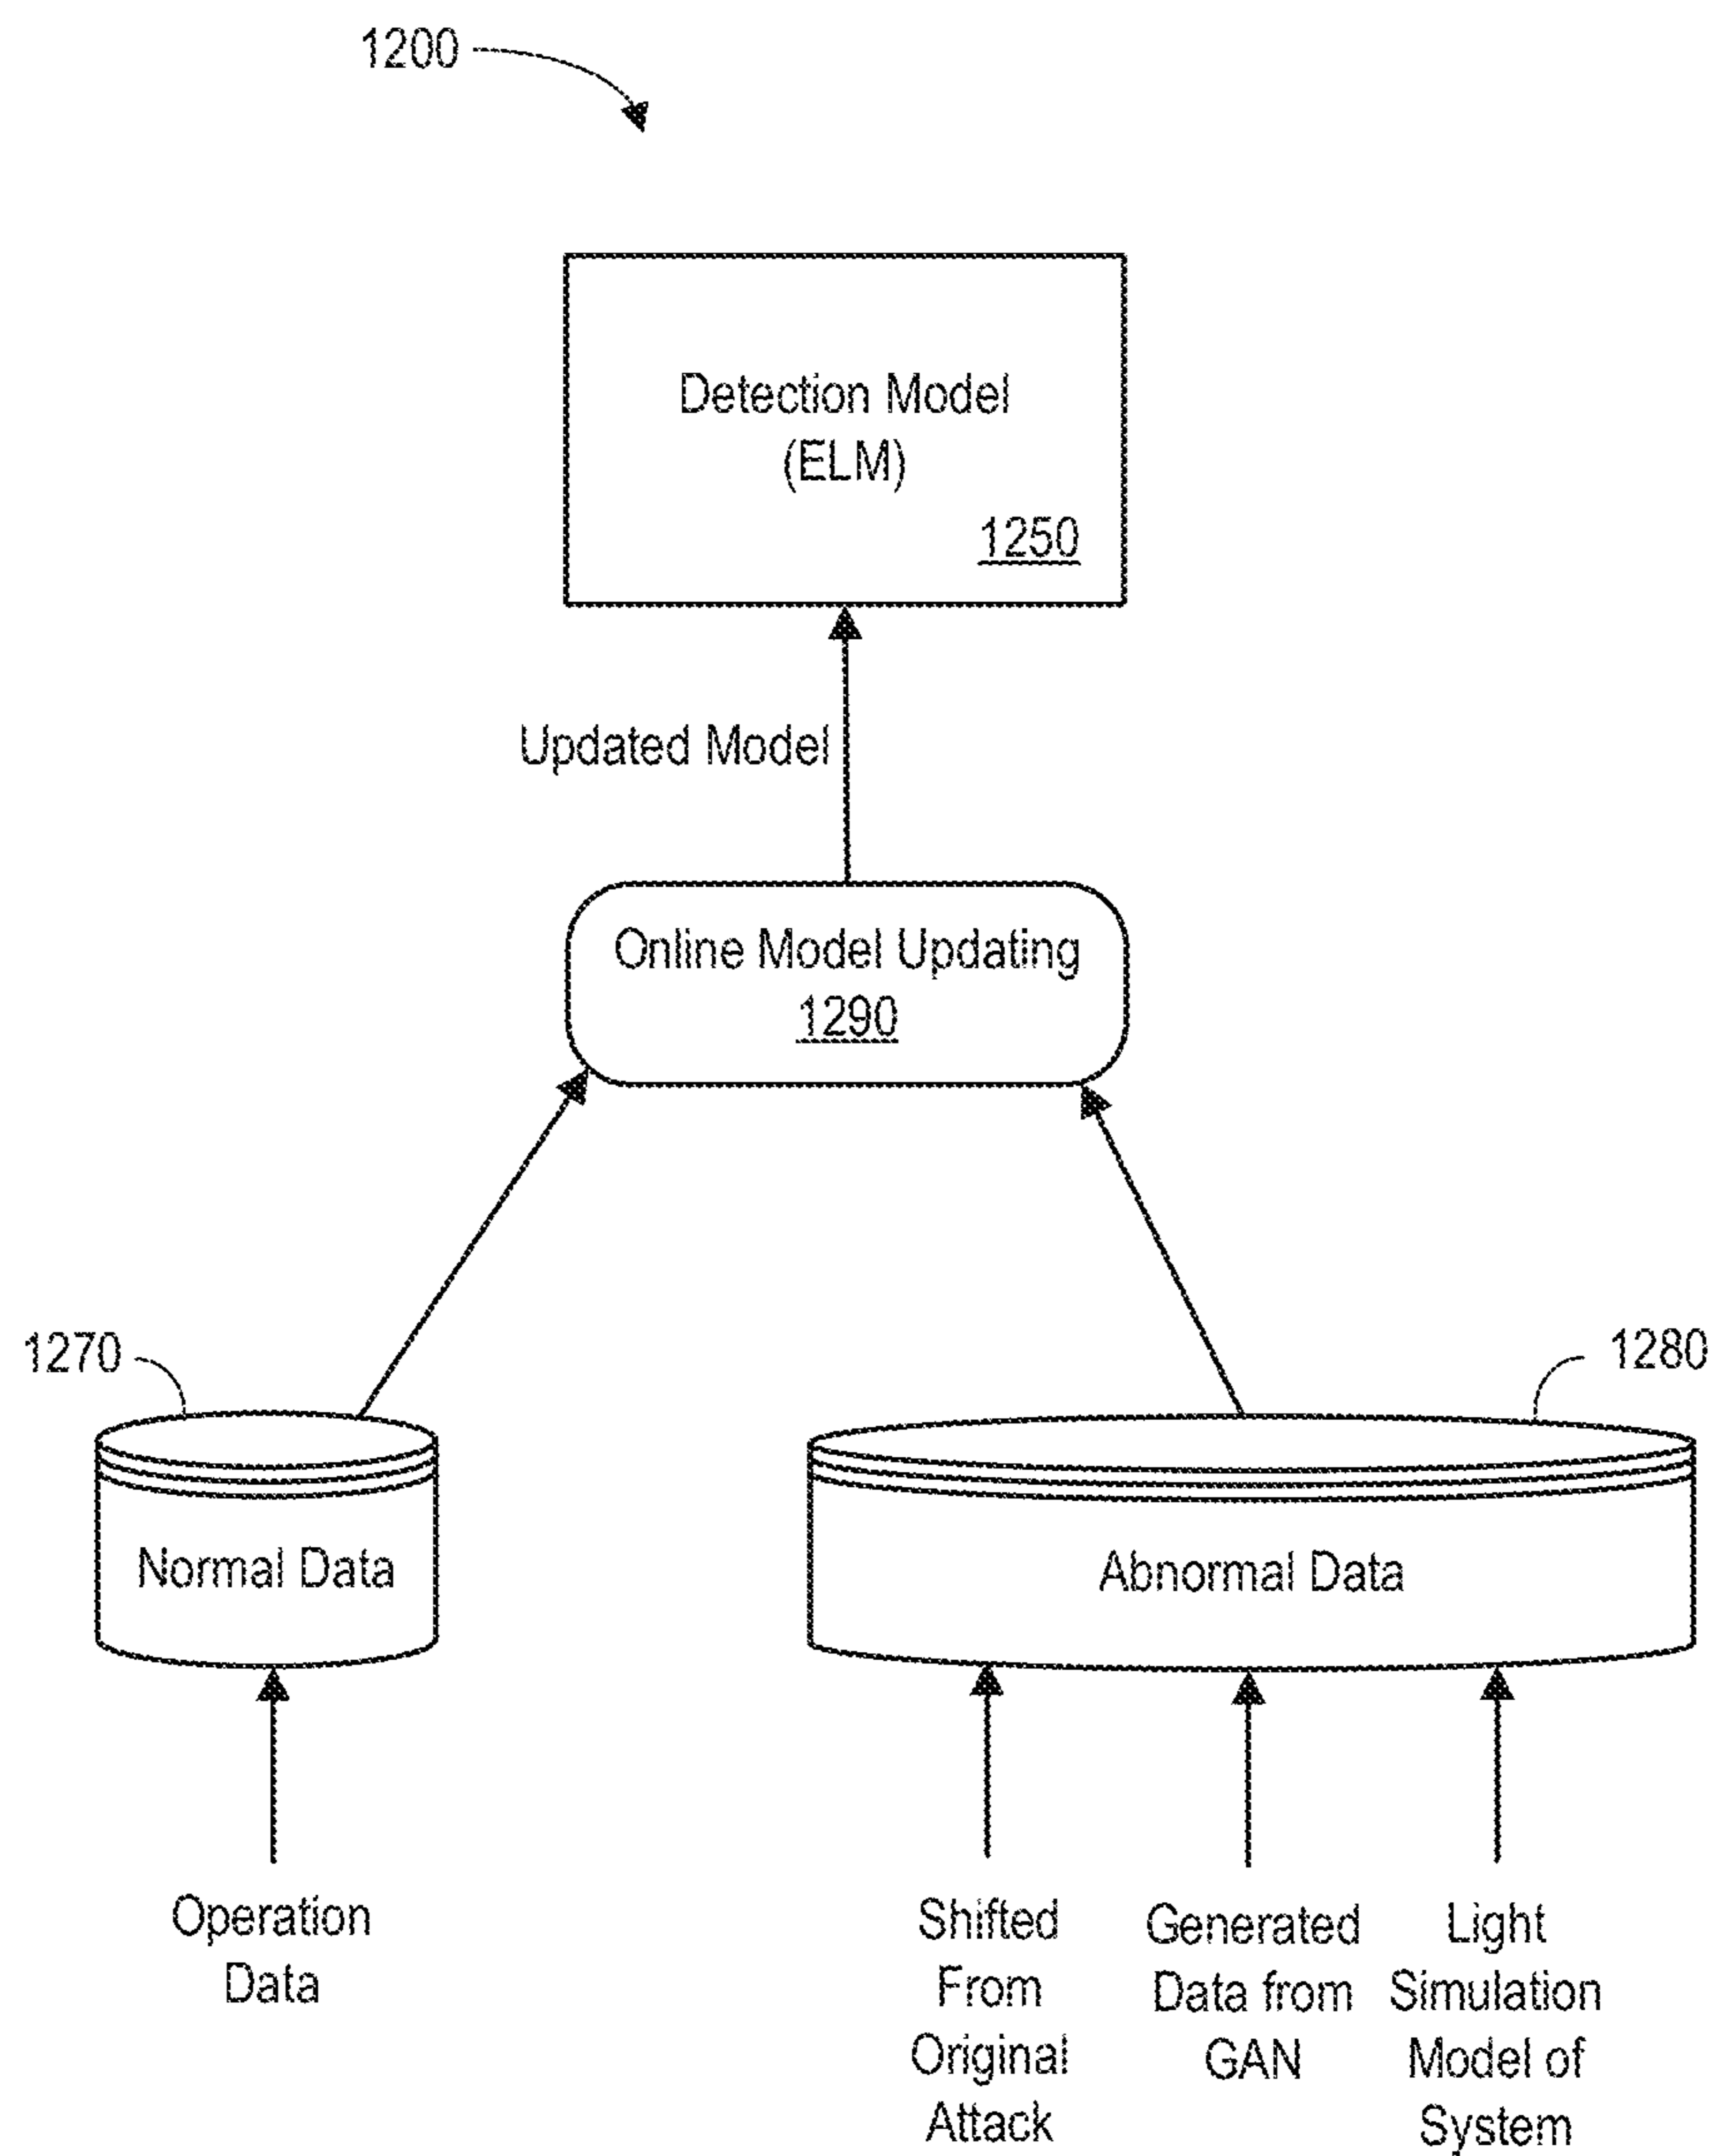 1200
Detection Model
(ELM)
1250
Updated Model
Online Model Updating
1290
1270
1280
Normal Data
Abnormal Data
Operation
Data
Shifted
From
Original
Attack
Generated
Data from
GAN
Light
Simulation
Model of
System